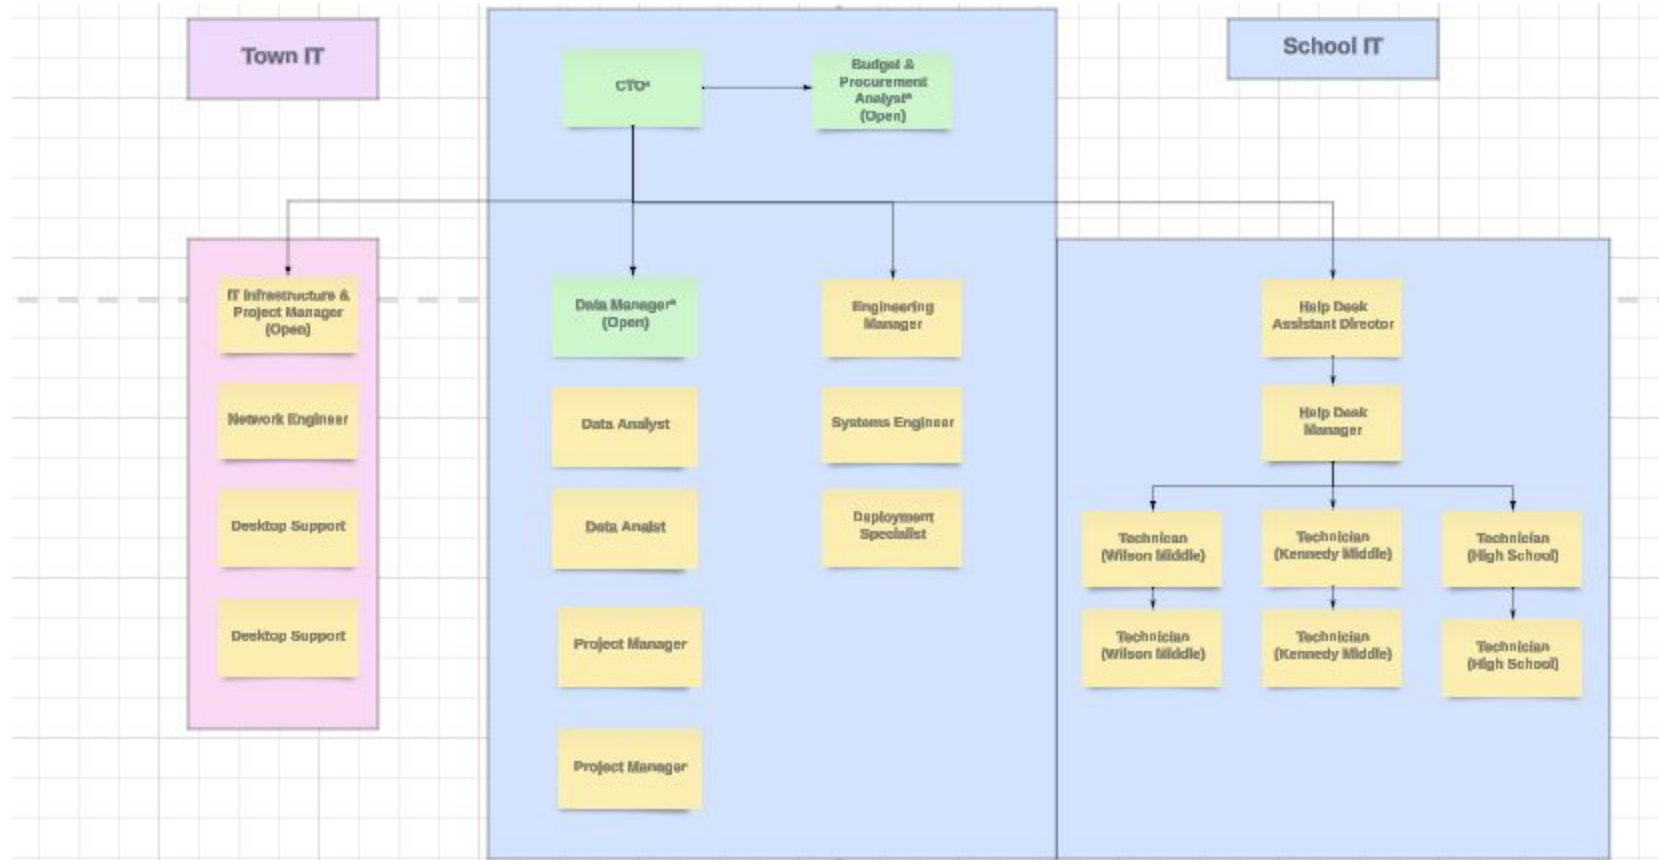 Town IT
School IT
CTO*
Budget &
Procurement
Analyst*
(Open)
IT Infrastructure &
Project Manager
(Open)
Data Manager*
(Open)
Engineering
Manager
Help Desk
Assistant Director
Network Engineer
Data Analyst
Systems Engineer
Help Desk
Manager
Desktop Support
Data Analst
Deployment
Specialist
Technican
(Wilson Middle)
Technician
(Kennedy Middle)
Technician
(High School)
Desktop Support
Project Manager
Technician
(Wilson Middle)
Technician
(Kennedy Middle)
Technician
(High School)
Project Manager